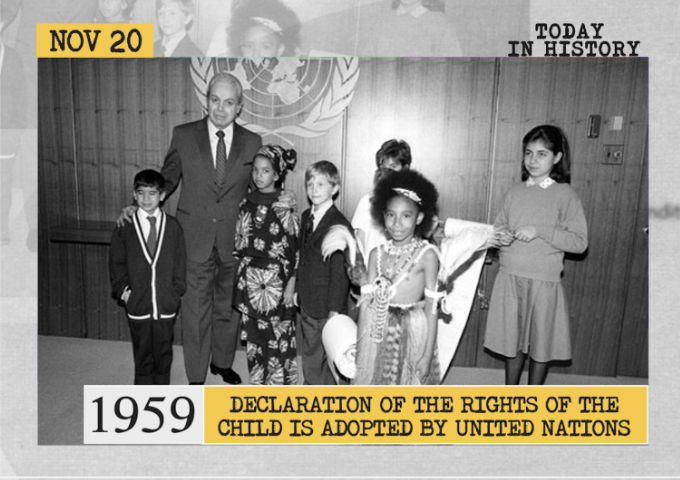 NOV 20
TODAY
IN HISTORY
1959
DECLARATION OF THE RIGHTS OF THE
CHILD IS ADOPTED BY UNITED NATIONS